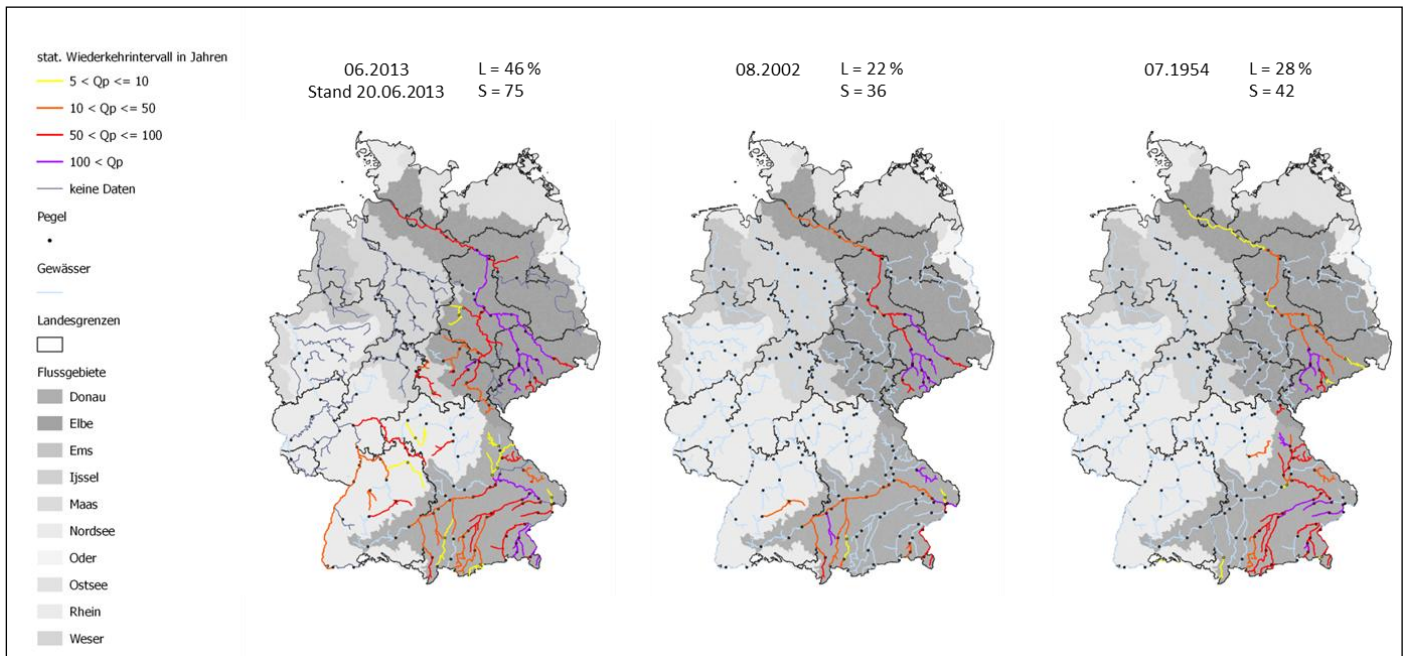 stat. Wiederkehrintervall in Jahren
5 < Qp <= 10
10 < Qp <= 50
50 < Qp <= 100
100 < Qp
keine Daten
Pegel
Gewässer
Landesgrenzen
Flussgebiete
Donau
Elbe
Ems
Ijssel
Maas
Nordsee
Oder
Ostsee
Rhein
Weser
06.2013 L = 46 %
Stand 20.06.2013 S = 75
08.2002 L = 22 %
S = 36
07.1954 L = 28 %
S = 42